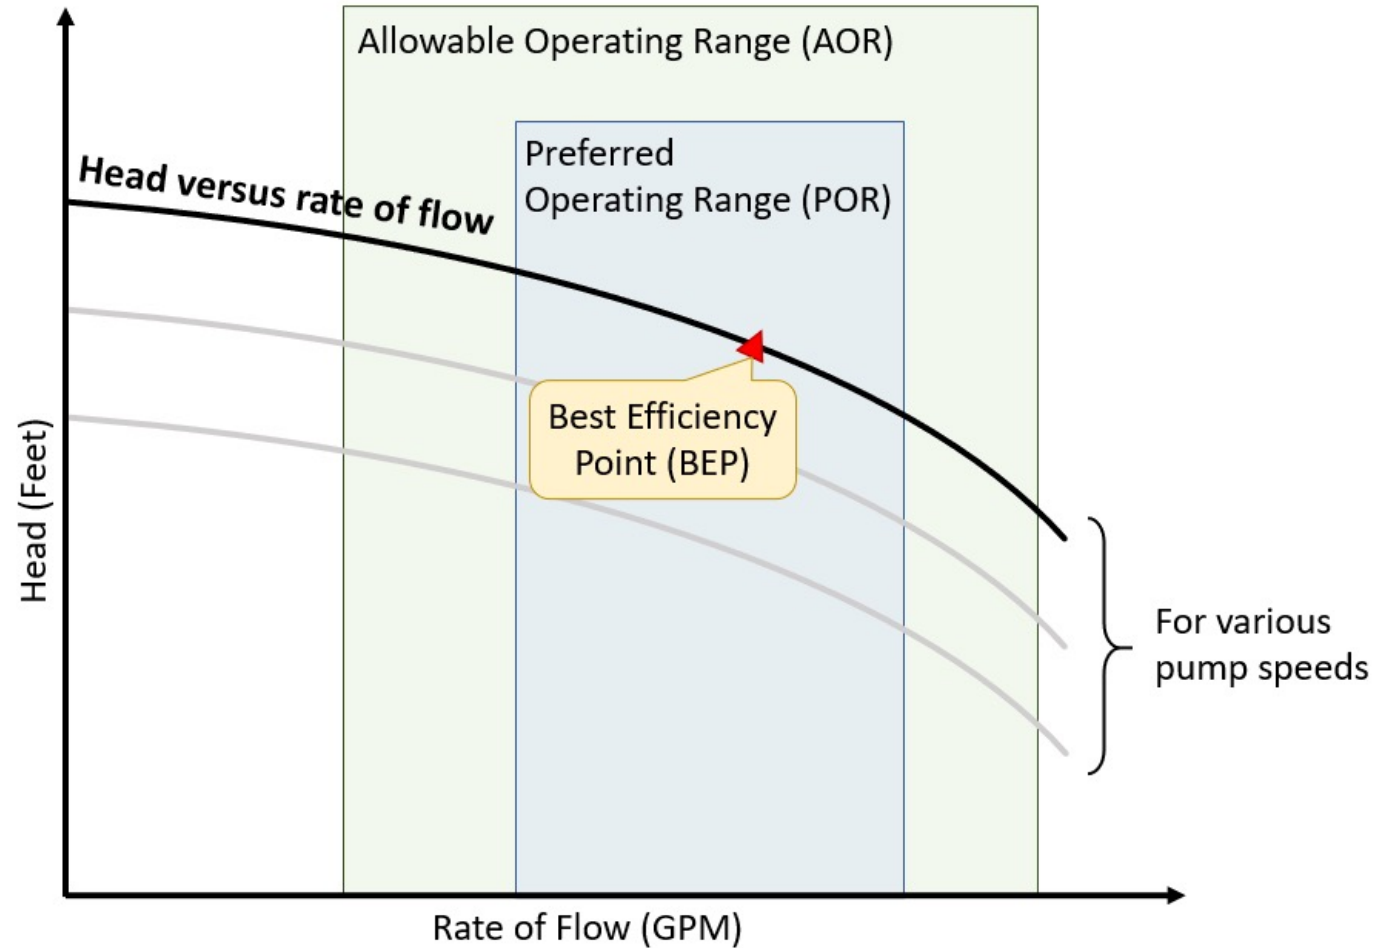 Allowable Operating Range (AOR)
Preferred
Operating Range (POR)
Head versus rate of flow
Best Efficiency
Point (BEP)
Head (Feet)
For various
pump speeds
Rate of Flow (GPM)